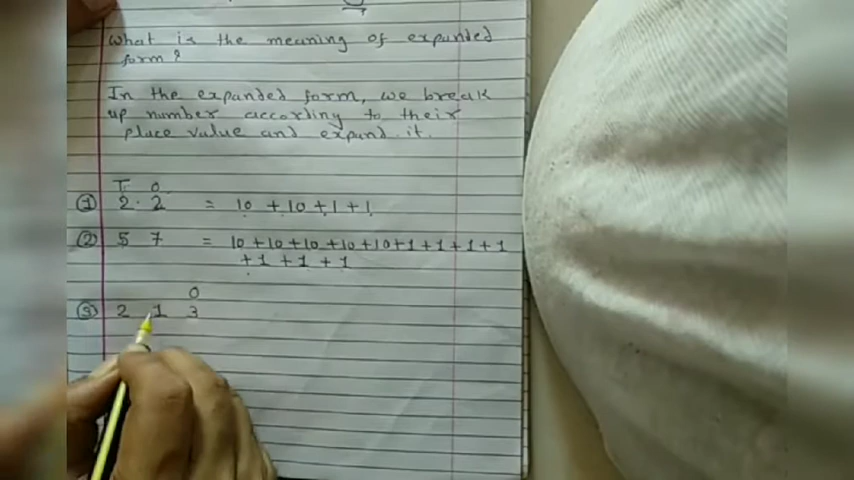 What is the meaning of expanded
form?
In the expanded form, we break
up number according to their
place value and expand it.
T O
① 2 2 = 10 + 10 + 1 + 1
② 5 7 = 10 + 10 + 10 + 10 + 10 + 1 + 1 + 1 + 1
+ 1 + 1 + 1
O
③ 2 1 3